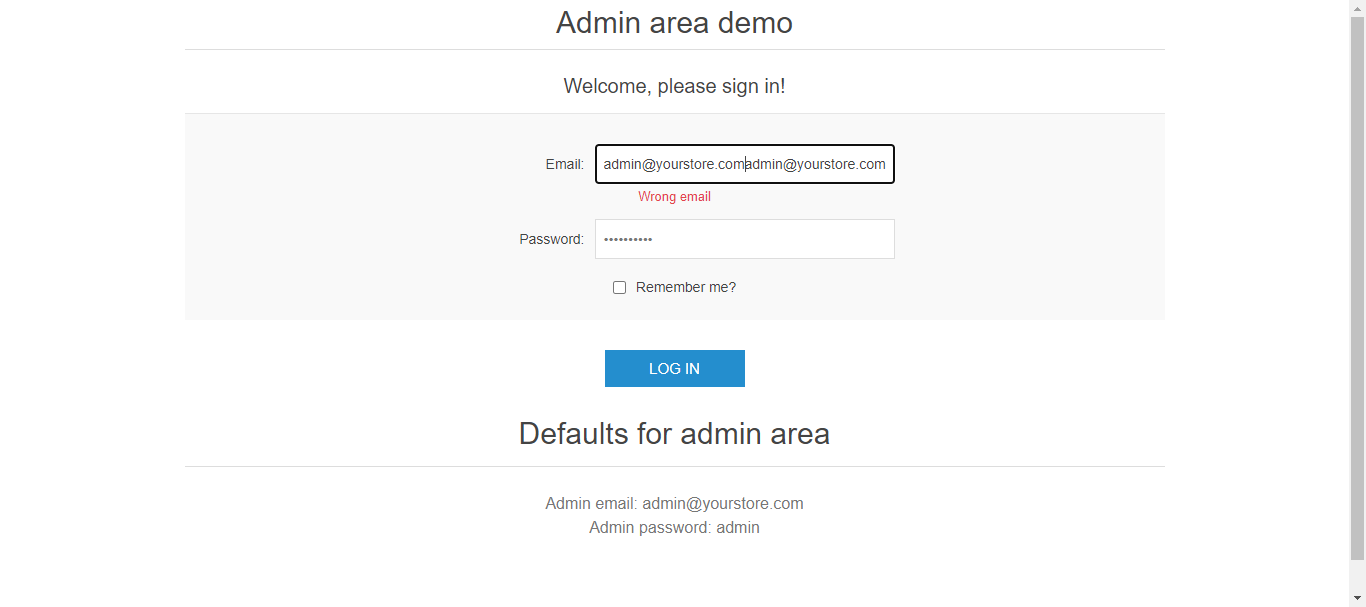 Admin area demo
Welcome, please sign in!
Email: admin@yourstore.comadmin@yourstore.com
Wrong email
Password: ••••••••••
Remember me?
LOG IN
Defaults for admin area
Admin email: admin@yourstore.com
Admin password: admin